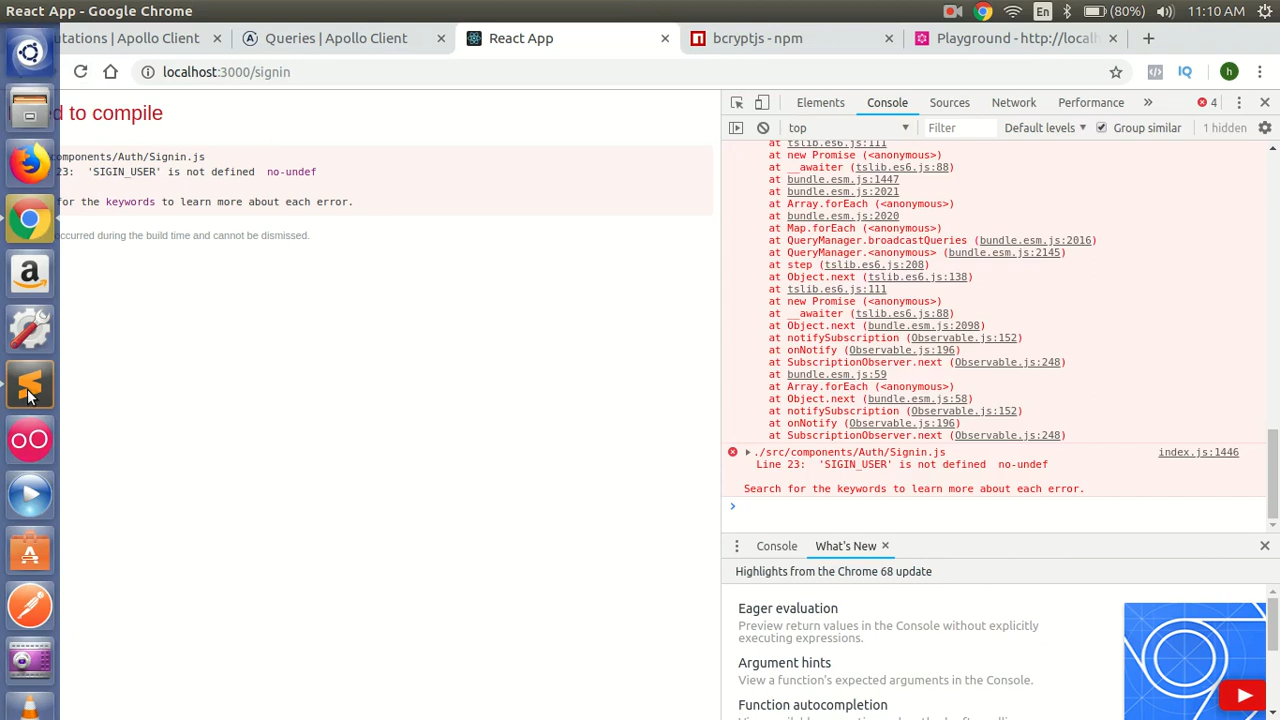 React App - Google Chrome
En
(80%)
11:10 AM
utations | Apollo Client
Queries | Apollo Client
React App
bcryptjs - npm
Playground - http://localh
localhost:3000/signin
IQ
h
d to compile
components/Auth/Signin.js
23: 'SIGIN_USER' is not defined no-undef
for the keywords to learn more about each error.
occurred during the build time and cannot be dismissed.
Elements
Console
Sources
Network
Performance
4
top
Filter
Default levels
Group similar
1 hidden
at tslib.es6.js:111
at new Promise (<anonymous>)
at __awaiter (tslib.es6.js:88)
at bundle.esm.js:1447
at bundle.esm.js:2021
at Array.forEach (<anonymous>)
at bundle.esm.js:2020
at Map.forEach (<anonymous>)
at QueryManager.broadcastQueries (bundle.esm.js:2016)
at QueryManager.<anonymous> (bundle.esm.js:2145)
at step (tslib.es6.js:208)
at Object.next (tslib.es6.js:138)
at tslib.es6.js:111
at new Promise (<anonymous>)
at __awaiter (tslib.es6.js:88)
at Object.next (bundle.esm.js:2098)
at notifySubscription (Observable.js:152)
at onNotify (Observable.js:196)
at SubscriptionObserver.next (Observable.js:248)
at bundle.esm.js:59
at Array.forEach (<anonymous>)
at Object.next (bundle.esm.js:58)
at notifySubscription (Observable.js:152)
at onNotify (Observable.js:196)
at SubscriptionObserver.next (Observable.js:248)
./src/components/Auth/Signin.js
index.js:1446
Line 23: 'SIGIN_USER' is not defined no-undef
Search for the keywords to learn more about each error.
Console
What's New
Highlights from the Chrome 68 update
Eager evaluation
Preview return values in the Console without explicitly
executing expressions.
Argument hints
View a function's expected arguments in the Console.
Function autocompletion